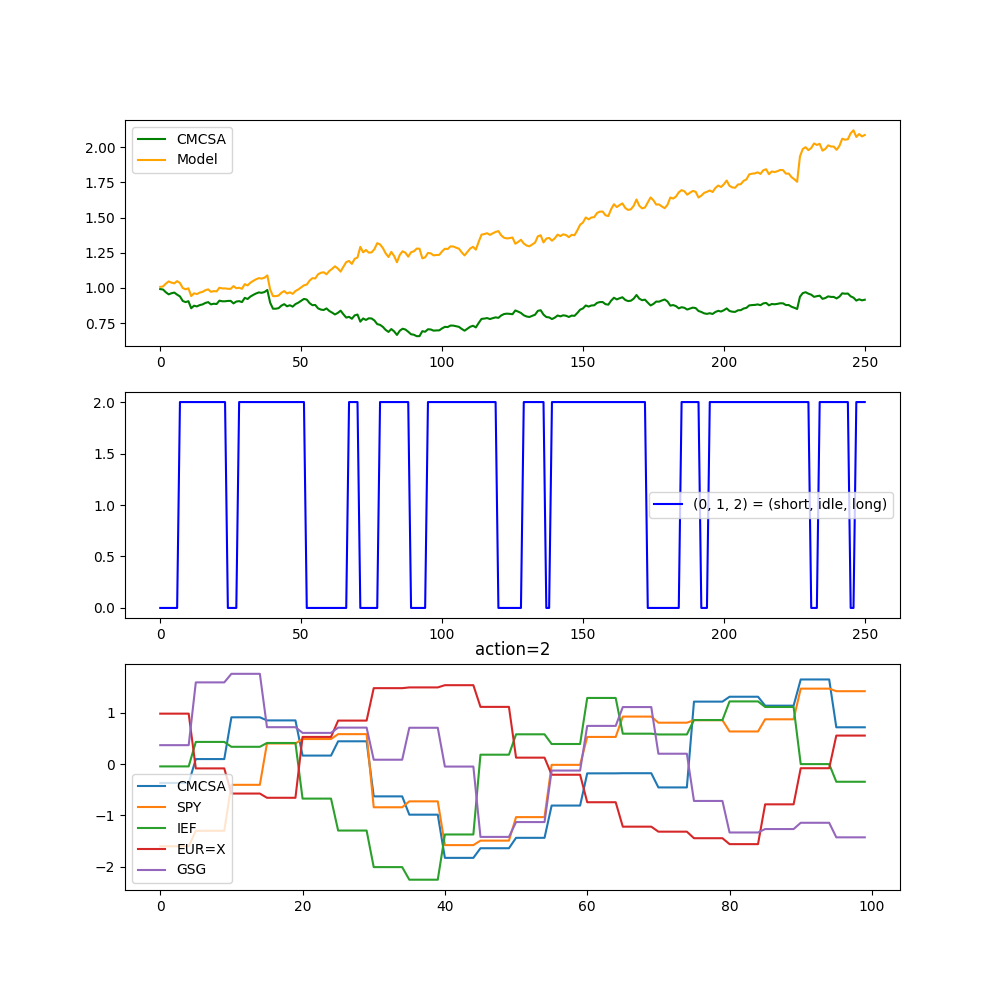 CMCSA
Model
2.00
1.75
1.50
1.25
1.00
0.75
0 50 100 150 200 250
2.0
1.5
1.0
0.5
0.0
(0, 1, 2) = (short, idle, long)
0 50 100 150 200 250
action=2
1
0
−1
−2
CMCSA
SPY
IEF
EUR=X
GSG
0 20 40 60 80 100